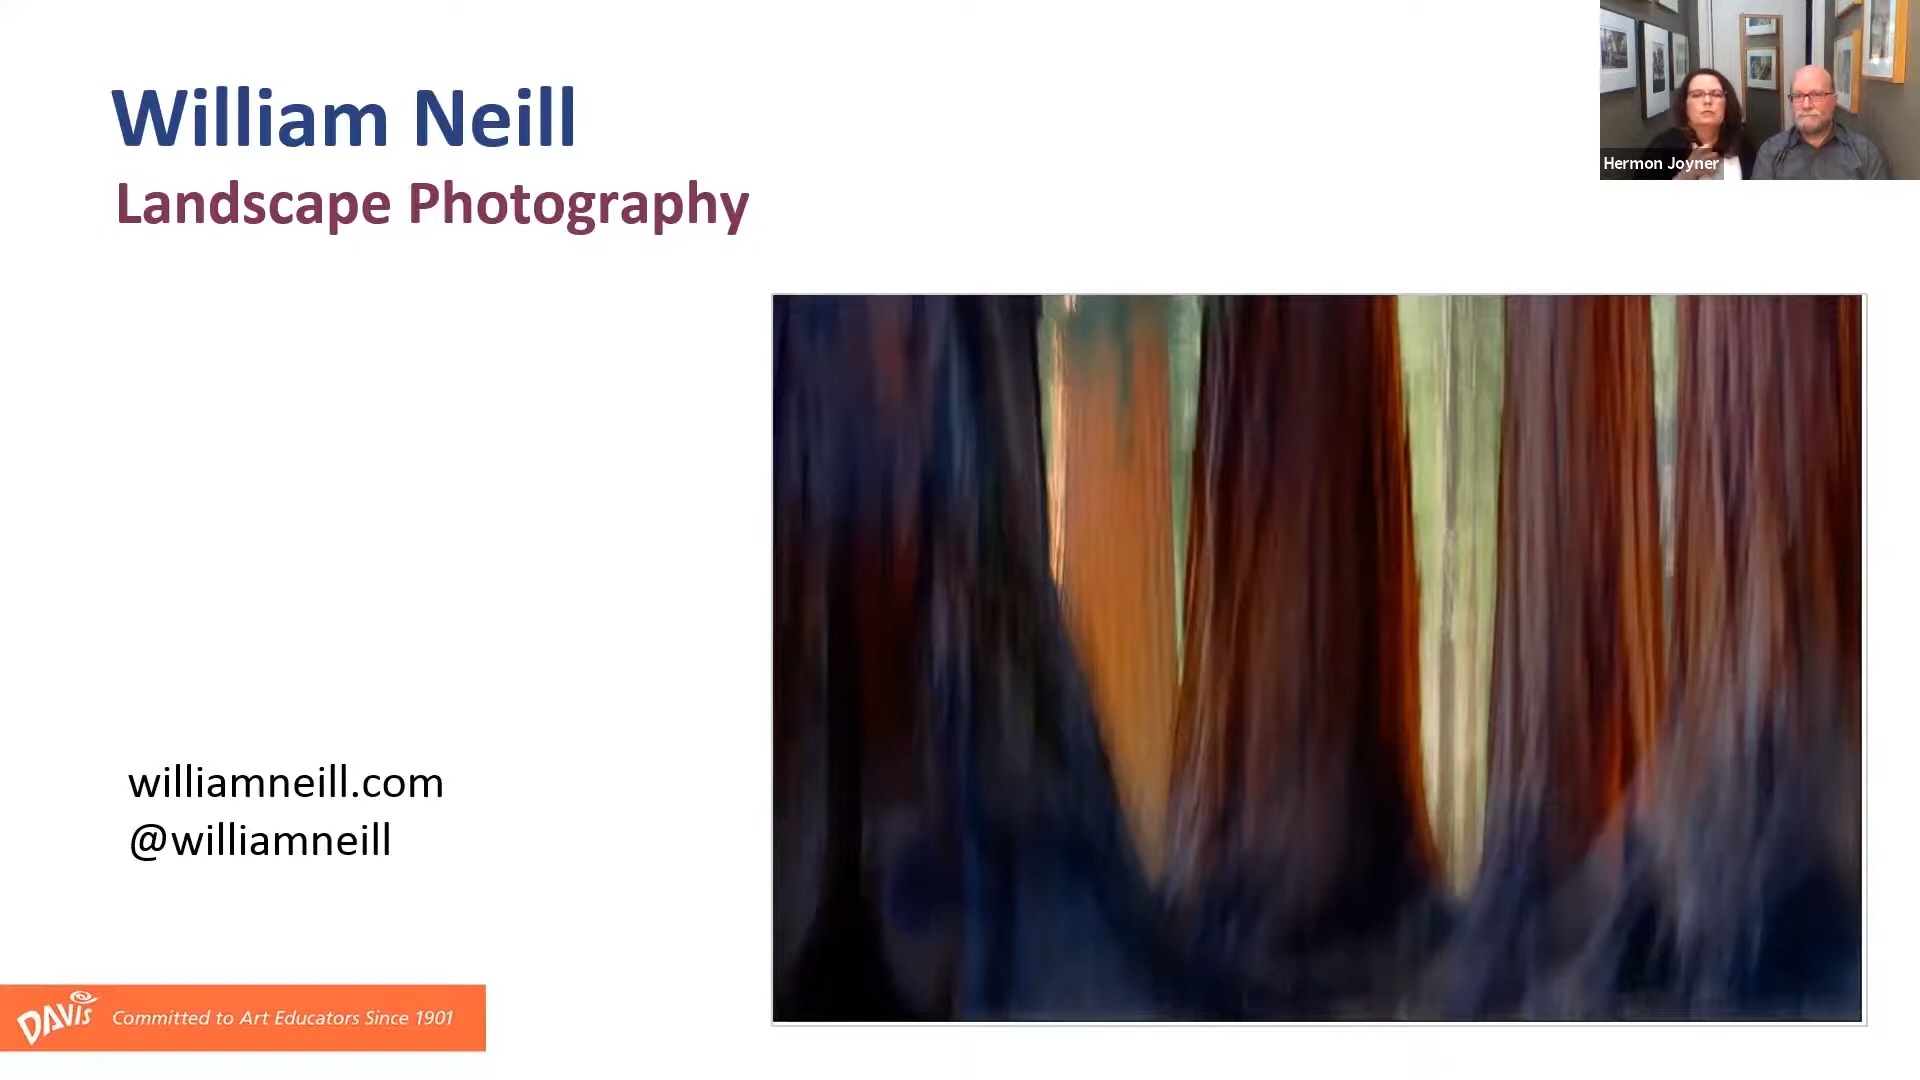 William Neill
Landscape Photography
Hermon Joyner
williamneill.com
@williamneill
DAVIS Committed to Art Educators Since 1901